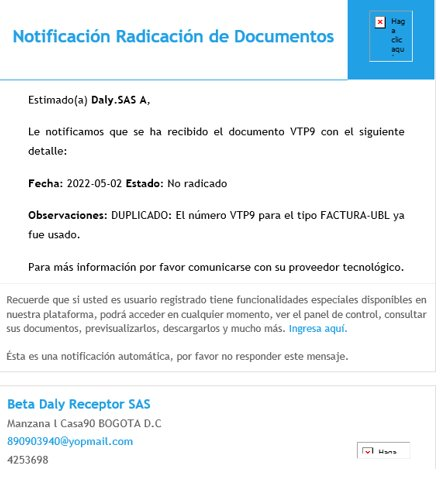 Notificación Radicación de Documentos
Hag
a
clic
aqu
Estimado(a) Daly.SAS A,
Le notificamos que se ha recibido el documento VTP9 con el siguiente
detalle:
Fecha: 2022-05-02 Estado: No radicado
Observaciones: DUPLICADO: El número VTP9 para el tipo FACTURA-UBL ya
fue usado.
Para más información por favor comunicarse con su proveedor tecnológico.
Recuerde que si usted es usuario registrado tiene funcionalidades especiales disponibles en
nuestra plataforma, podrá acceder en cualquier momento, ver el panel de control, consultar
sus documentos, previsualizarlos, descargarlos y mucho más. Ingresa aquí.
Ésta es una notificación automática, por favor no responder este mensaje.
Beta Daly Receptor SAS
Manzana l Casa90 BOGOTA D.C
890903940@yopmail.com
4253698
Haga